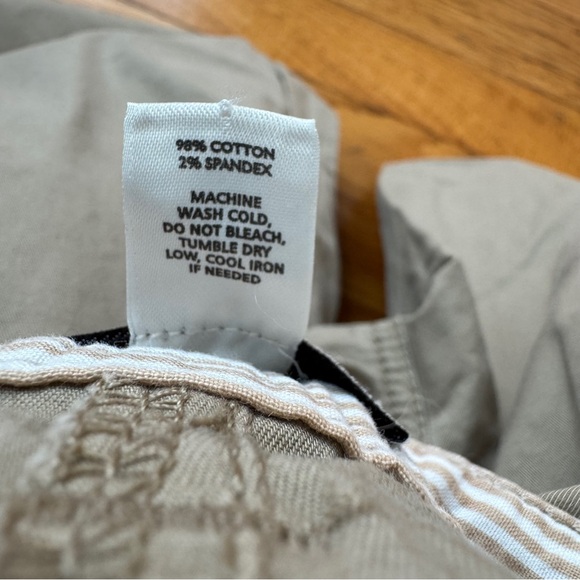 98% COTTON
2% SPANDEX
MACHINE
WASH COLD,
DO NOT BLEACH,
TUMBLE DRY
LOW, COOL IRON
IF NEEDED